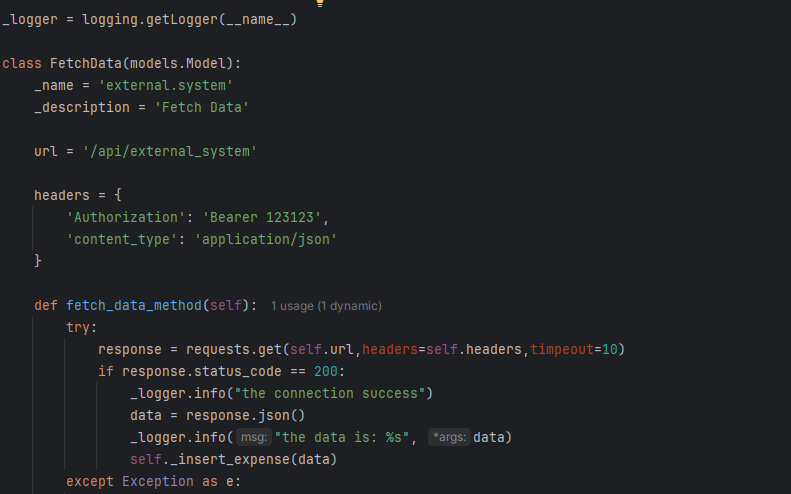 _logger = logging.getLogger(__name__)
class FetchData(models.Model):
_name = 'external.system'
_description = 'Fetch Data'
url = '/api/external_system'
headers = {
'Authorization': 'Bearer 123123',
'content_type': 'application/json'
}
def fetch_data_method(self): 1 usage (1 dynamic)
try:
response = requests.get(self.url,headers=self.headers,timpeout=10)
if response.status_code == 200:
_logger.info("the connection success")
data = response.json()
_logger.info( msg: "the data is: %s", *args: data)
self._insert_expense(data)
except Exception as e: